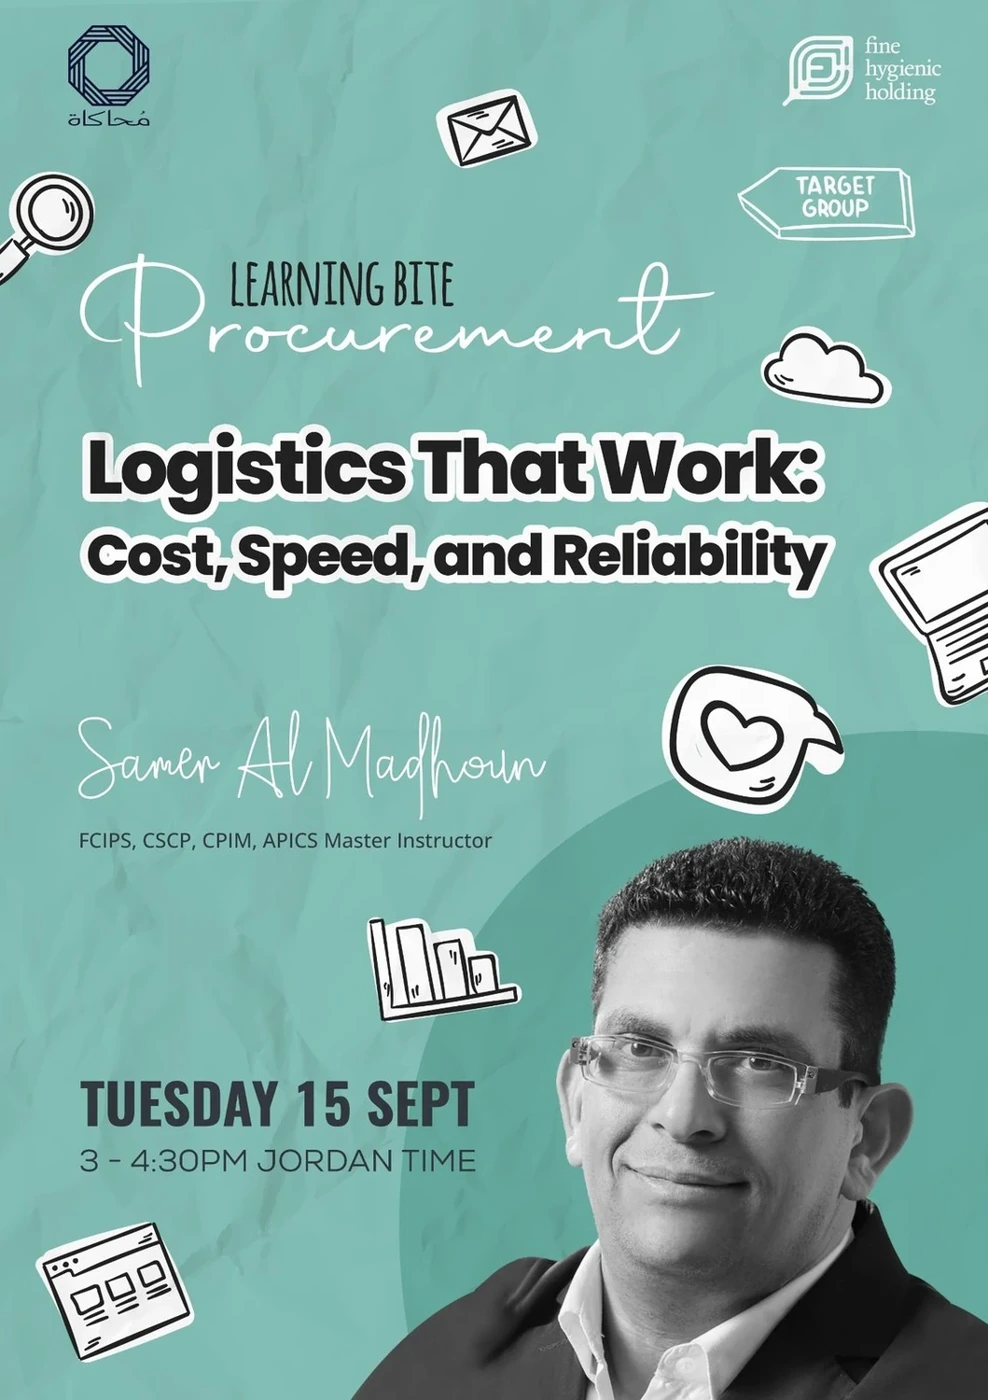 مُحاكاة
fine
hygienic
holding
TARGET
GROUP
LEARNING BITE
Procurement
Logistics That Work:
Cost, Speed, and Reliability
Samer Al Madhoun
FCIPS, CSCP, CPIM, APICS Master Instructor
TUESDAY 15 SEPT
3 - 4:30PM JORDAN TIME